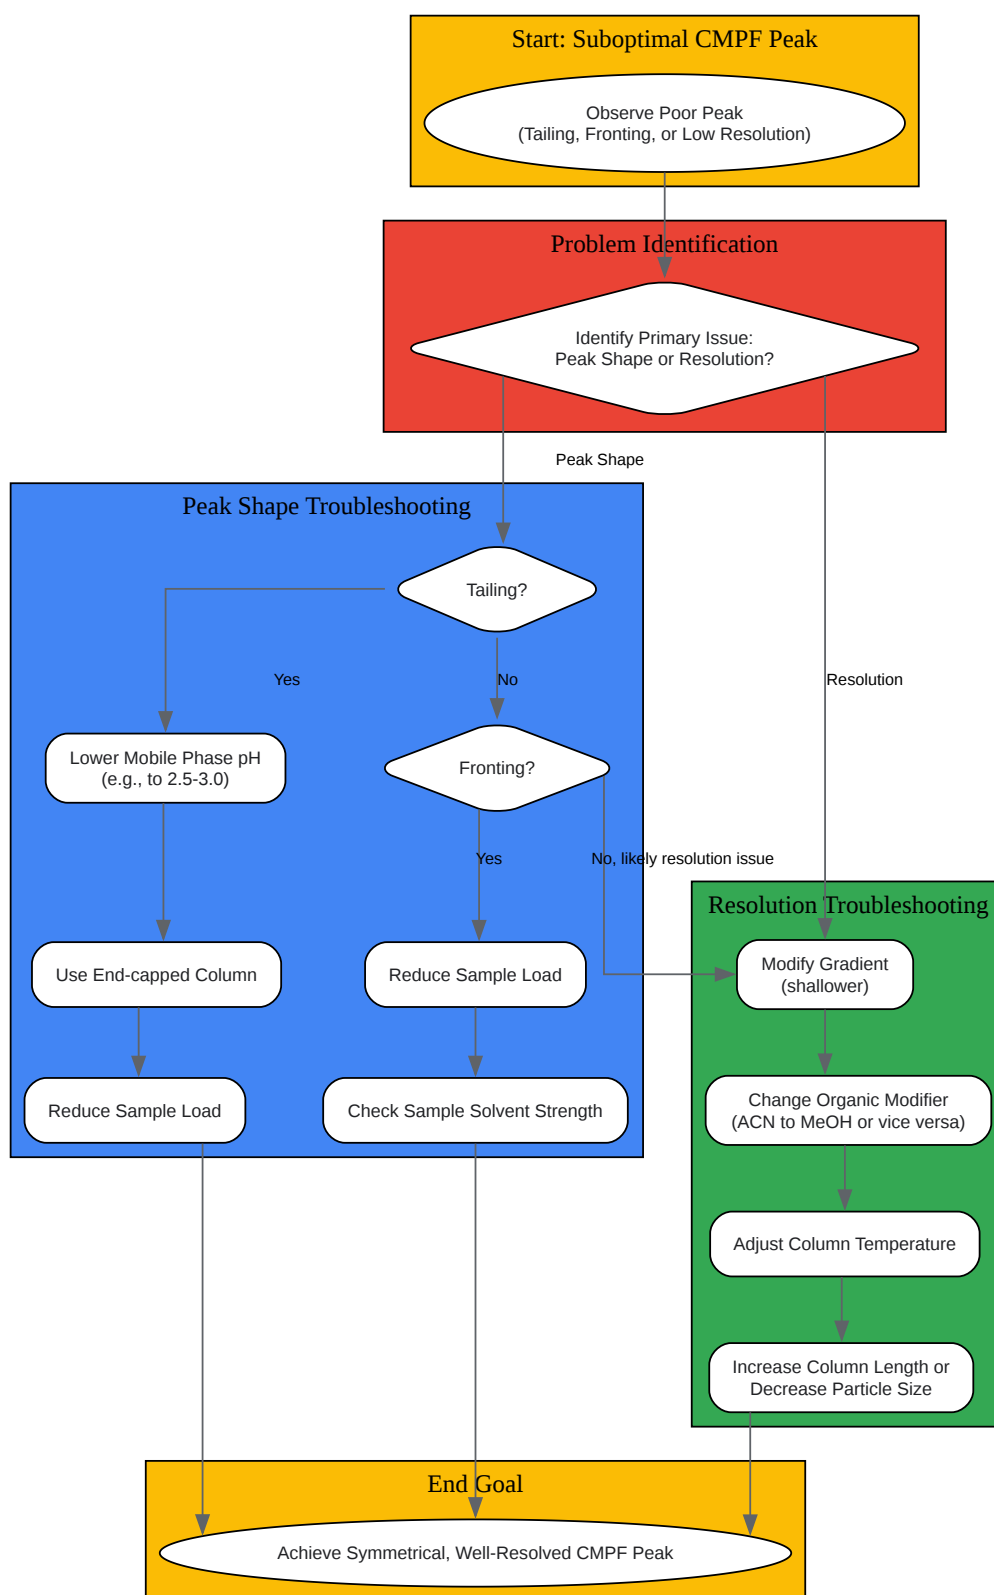 Start: Suboptimal CMPF Peak
Observe Poor Peak
(Tailing, Fronting, or Low Resolution)
Problem Identification
Identify Primary Issue:
Peak Shape or Resolution?
Peak Shape
Peak Shape Troubleshooting
Tailing?
Yes
No
Resolution
Lower Mobile Phase pH
(e.g., to 2.5-3.0)
Fronting?
Yes
No, likely resolution issue
Resolution Troubleshooting
Use End-capped Column
Reduce Sample Load
Modify Gradient
(shallower)
Reduce Sample Load
Check Sample Solvent Strength
Change Organic Modifier
(ACN to MeOH or vice versa)
Adjust Column Temperature
Increase Column Length or
Decrease Particle Size
End Goal
Achieve Symmetrical, Well-Resolved CMPF Peak